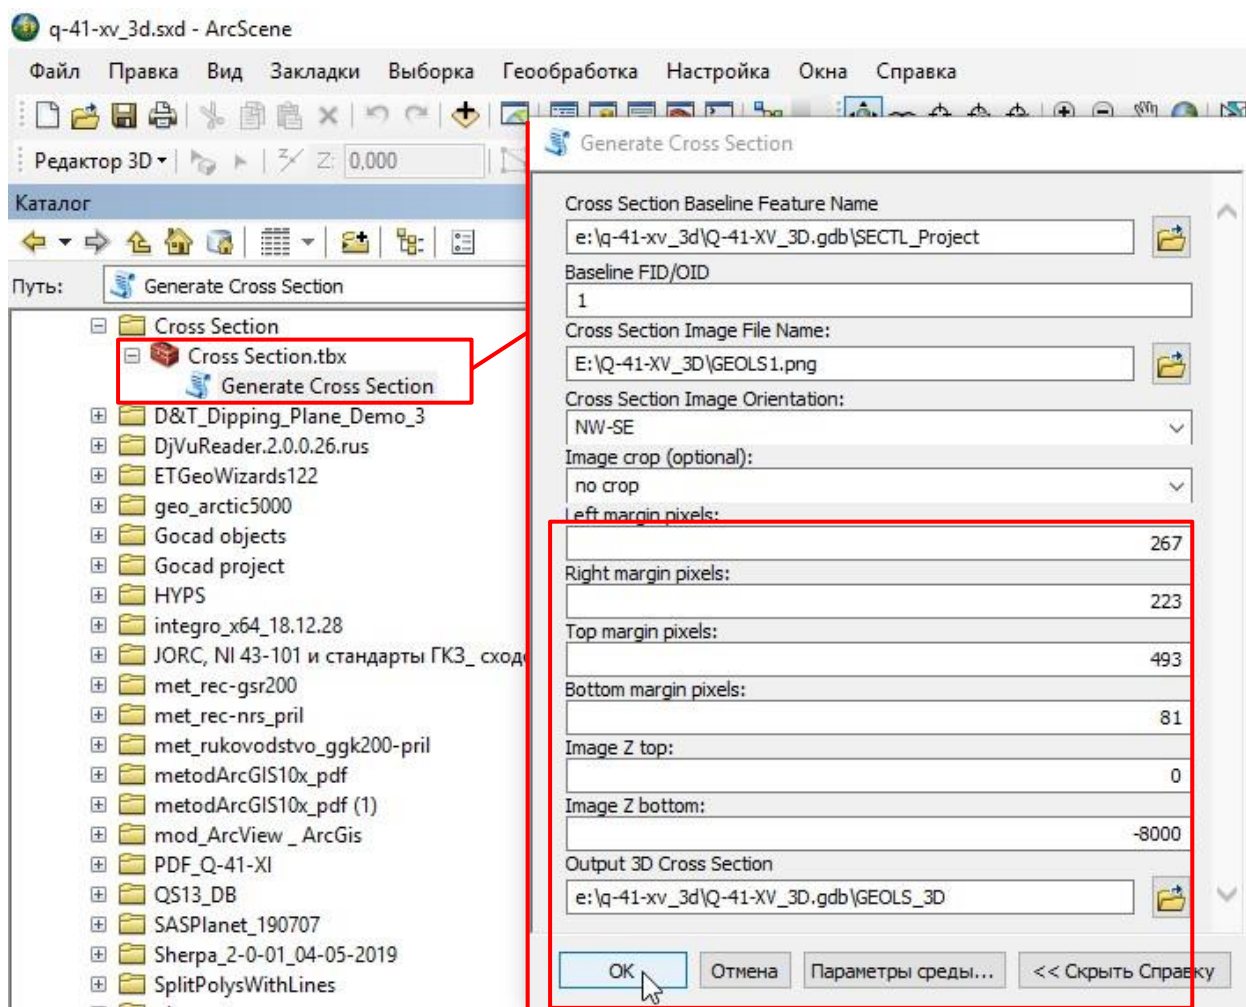 q-41-xv_3d.sxd - ArcScene
Файл Правка Вид Закладки Выборка Геообработка Настройка Окна Справка
Редактор 3D Z: 0,000
Каталог
Путь: Generate Cross Section
Cross Section
Cross Section.tbx
Generate Cross Section
D&T_Dipping_Plane_Demo_3
DjVuReader.2.0.0.26.rus
ETGeoWizards122
geo_arctic5000
Gocad objects
Gocad project
HYPS
integro_x64_18.12.28
JORC, NI 43-101 и стандарты ГКЗ_
met_rec-gsr200
met_rec-nrs_pril
met_rukovodstvo_ggk200-pril
metodArcGIS10x_pdf
metodArcGIS10x_pdf (1)
mod_ArcView _ ArcGis
PDF_Q-41-XI
QS13_DB
SASPlanet_190707
Sherpa_2-0-01_04-05-2019
SplitPolysWithLines
Generate Cross Section
Cross Section Baseline Feature Name
e:\q-41-xv_3d\Q-41-XV_3D.gdb\SECTL_Project
Baseline FID/OID
1
Cross Section Image File Name:
E:\Q-41-XV_3D\GEOLS1.png
Cross Section Image Orientation:
NW-SE
Image crop (optional):
no crop
Left margin pixels:
267
Right margin pixels:
223
Top margin pixels:
493
Bottom margin pixels:
81
Image Z top:
0
Image Z bottom:
-8000
Output 3D Cross Section
e:\q-41-xv_3d\Q-41-XV_3D.gdb\GEOLS_3D
OK Отмена Параметры среды... << Скрыть Справку